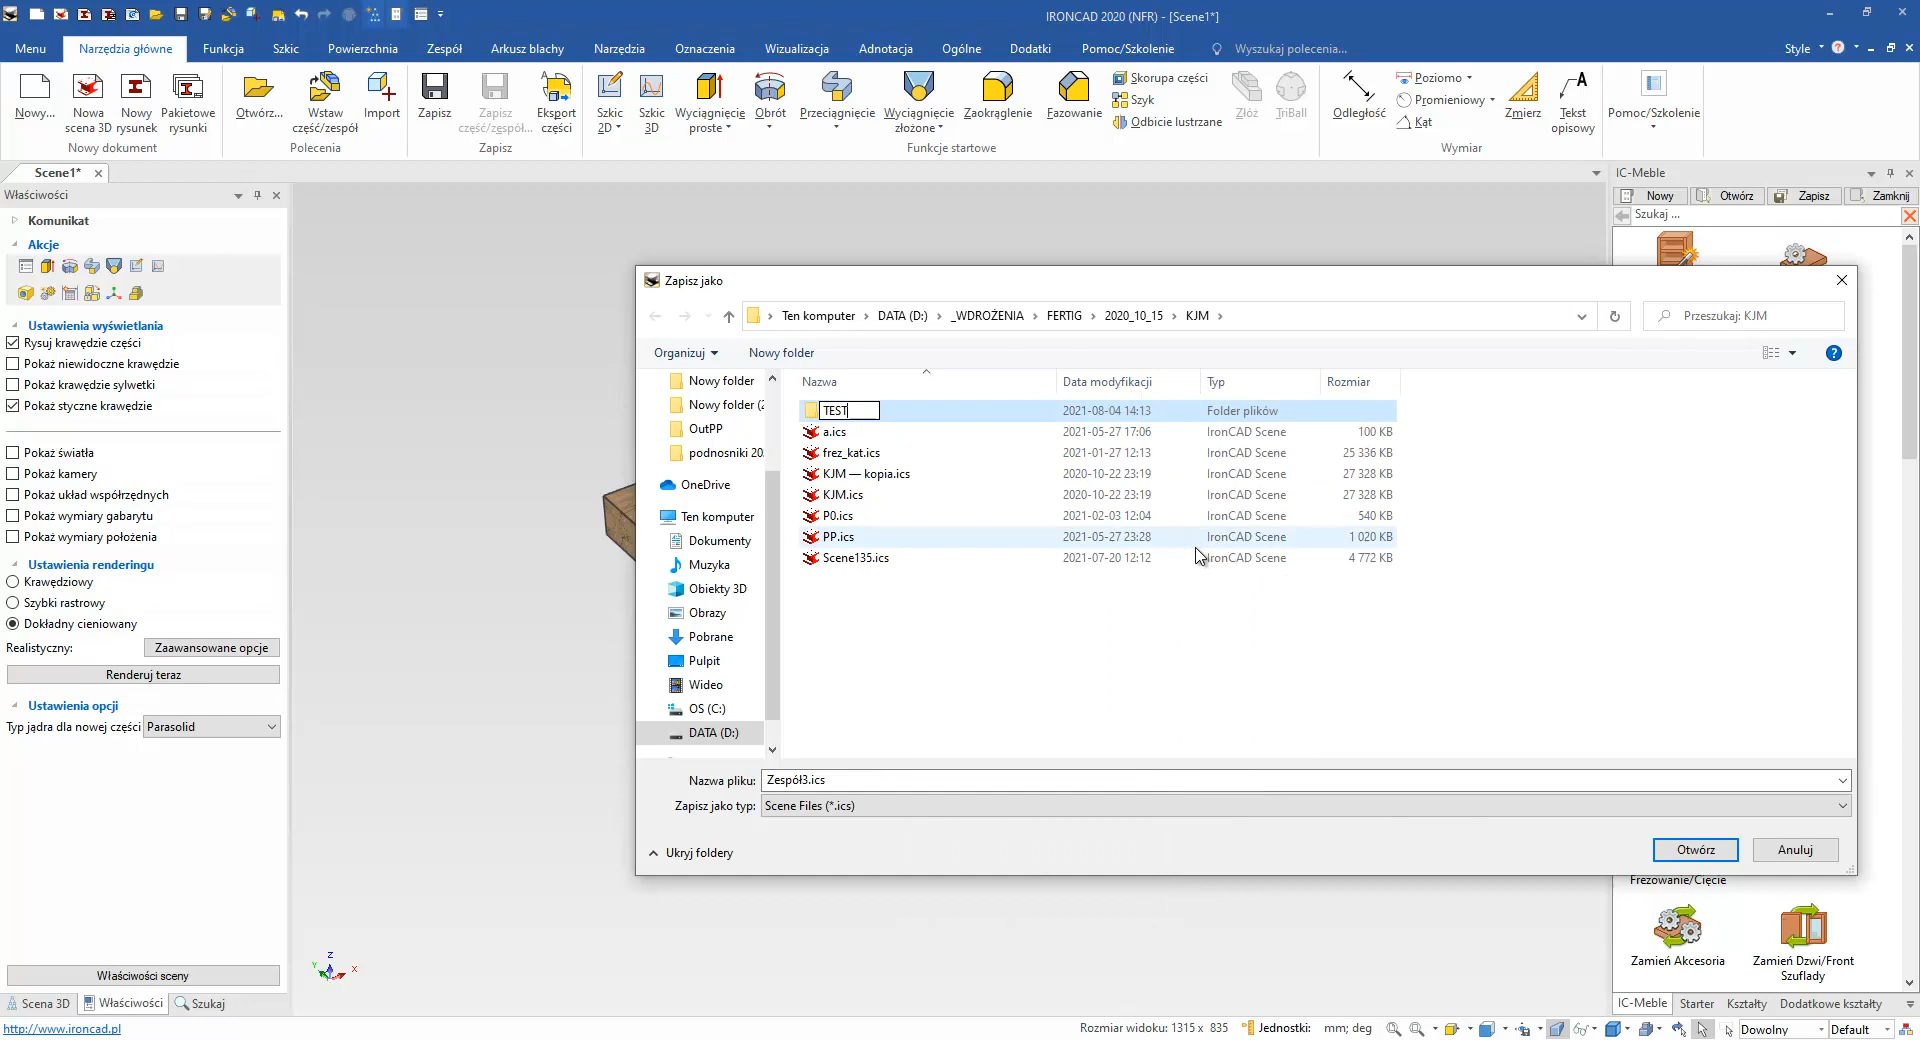 IRONCAD 2020 (NFR) - [Scene1*]
Menu Narzędzia główne Funkcja Szkic Powierzchnia Zespół Arkusz blachy Narzędzia Oznaczenia Wizualizacja Adnotacja Ogólne Dodatki Pomoc/Szkolenie Wyszukaj polecenia... Style
Nowy... Nowa scena 3D Nowy rysunek Pakietowe rysunki
Nowy dokument
Otwórz... Wstaw część/zespół Import
Polecenia
Zapisz Zapisz część/zespół... Eksport części
Zapisz
Szkic 2D Szkic 3D Wyciągnięcie proste Obrót Przeciągnięcie Wyciągnięcie złożone Zaokrąglenie Fazowanie
Skorupa części
Szyk
Odbicie lustrzane
Złóż TriBall
Funkcje startowe
Odległość
Poziomo
Promieniowy
Kąt
Zmierz Tekst opisowy
Wymiar
Pomoc/Szkolenie
Scene1*
Właściwości
Komunikat
Akcje
Ustawienia wyświetlania
Rysuj krawędzie części
Pokaż niewidoczne krawędzie
Pokaż krawędzie sylwetki
Pokaż styczne krawędzie
Pokaż światła
Pokaż kamery
Pokaż układ współrzędnych
Pokaż wymiary gabarytu
Pokaż wymiary położenia
Ustawienia renderingu
Krawędziowy
Szybki rastrowy
Dokładny cieniowany
Realistyczny: Zaawansowane opcje
Renderuj teraz
Ustawienia opcji
Typ jądra dla nowej części Parasolid
Właściwości sceny
Scena 3D Właściwości Szukaj
http://www.ironcad.pl
Z
Y
X
Zapisz jako
Ten komputer DATA (D:) _WDROŻENIA FERTIG 2020_10_15 KJM
Przeszukaj: KJM
Organizuj Nowy folder
Nowy folder
Nowy folder (2
OutPP
podnosniki 20
OneDrive
Ten komputer
Dokumenty
Muzyka
Obiekty 3D
Obrazy
Pobrane
Pulpit
Wideo
OS (C:)
DATA (D:)
Nazwa Data modyfikacji Typ Rozmiar
TEST 2021-08-04 14:13 Folder plików
a.ics 2021-05-27 17:06 IronCAD Scene 100 KB
frez_kat.ics 2021-01-27 12:13 IronCAD Scene 25 336 KB
KJM — kopia.ics 2020-10-22 23:19 IronCAD Scene 27 328 KB
KJM.ics 2020-10-22 23:19 IronCAD Scene 27 328 KB
P0.ics 2021-02-03 12:04 IronCAD Scene 540 KB
PP.ics 2021-05-27 23:28 IronCAD Scene 1 020 KB
Scene135.ics 2021-07-20 12:12 IronCAD Scene 4 772 KB
Nazwa pliku: Zespół3.ics
Zapisz jako typ: Scene Files (*.ics)
Ukryj foldery
Otwórz Anuluj
IC-Meble
Nowy Otwórz Zapisz Zamknij
Szukaj ...
Frezowanie/Cięcie
Zamień Akcesoria
Zamień Dzwi/Front Szuflady
IC-Meble Starter Kształty Dodatkowe kształty
Rozmiar widoku: 1315 x 835 Jednostki: mm; deg Dowolny Default